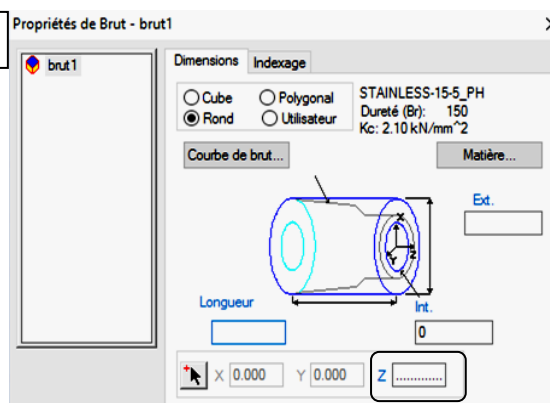 Propriétés de Brut - brut1
brut1
Dimensions Indexage
Cube Polygonal
Rond Utilisateur
STAINLESS-15-5_PH
Dureté (Br): 150
Kc: 2.10 kN/mm^2
Courbe de brut... Matière...
Ext.
X
Z
Y
Longueur Int.
0
X 0.000 Y 0.000 Z .............